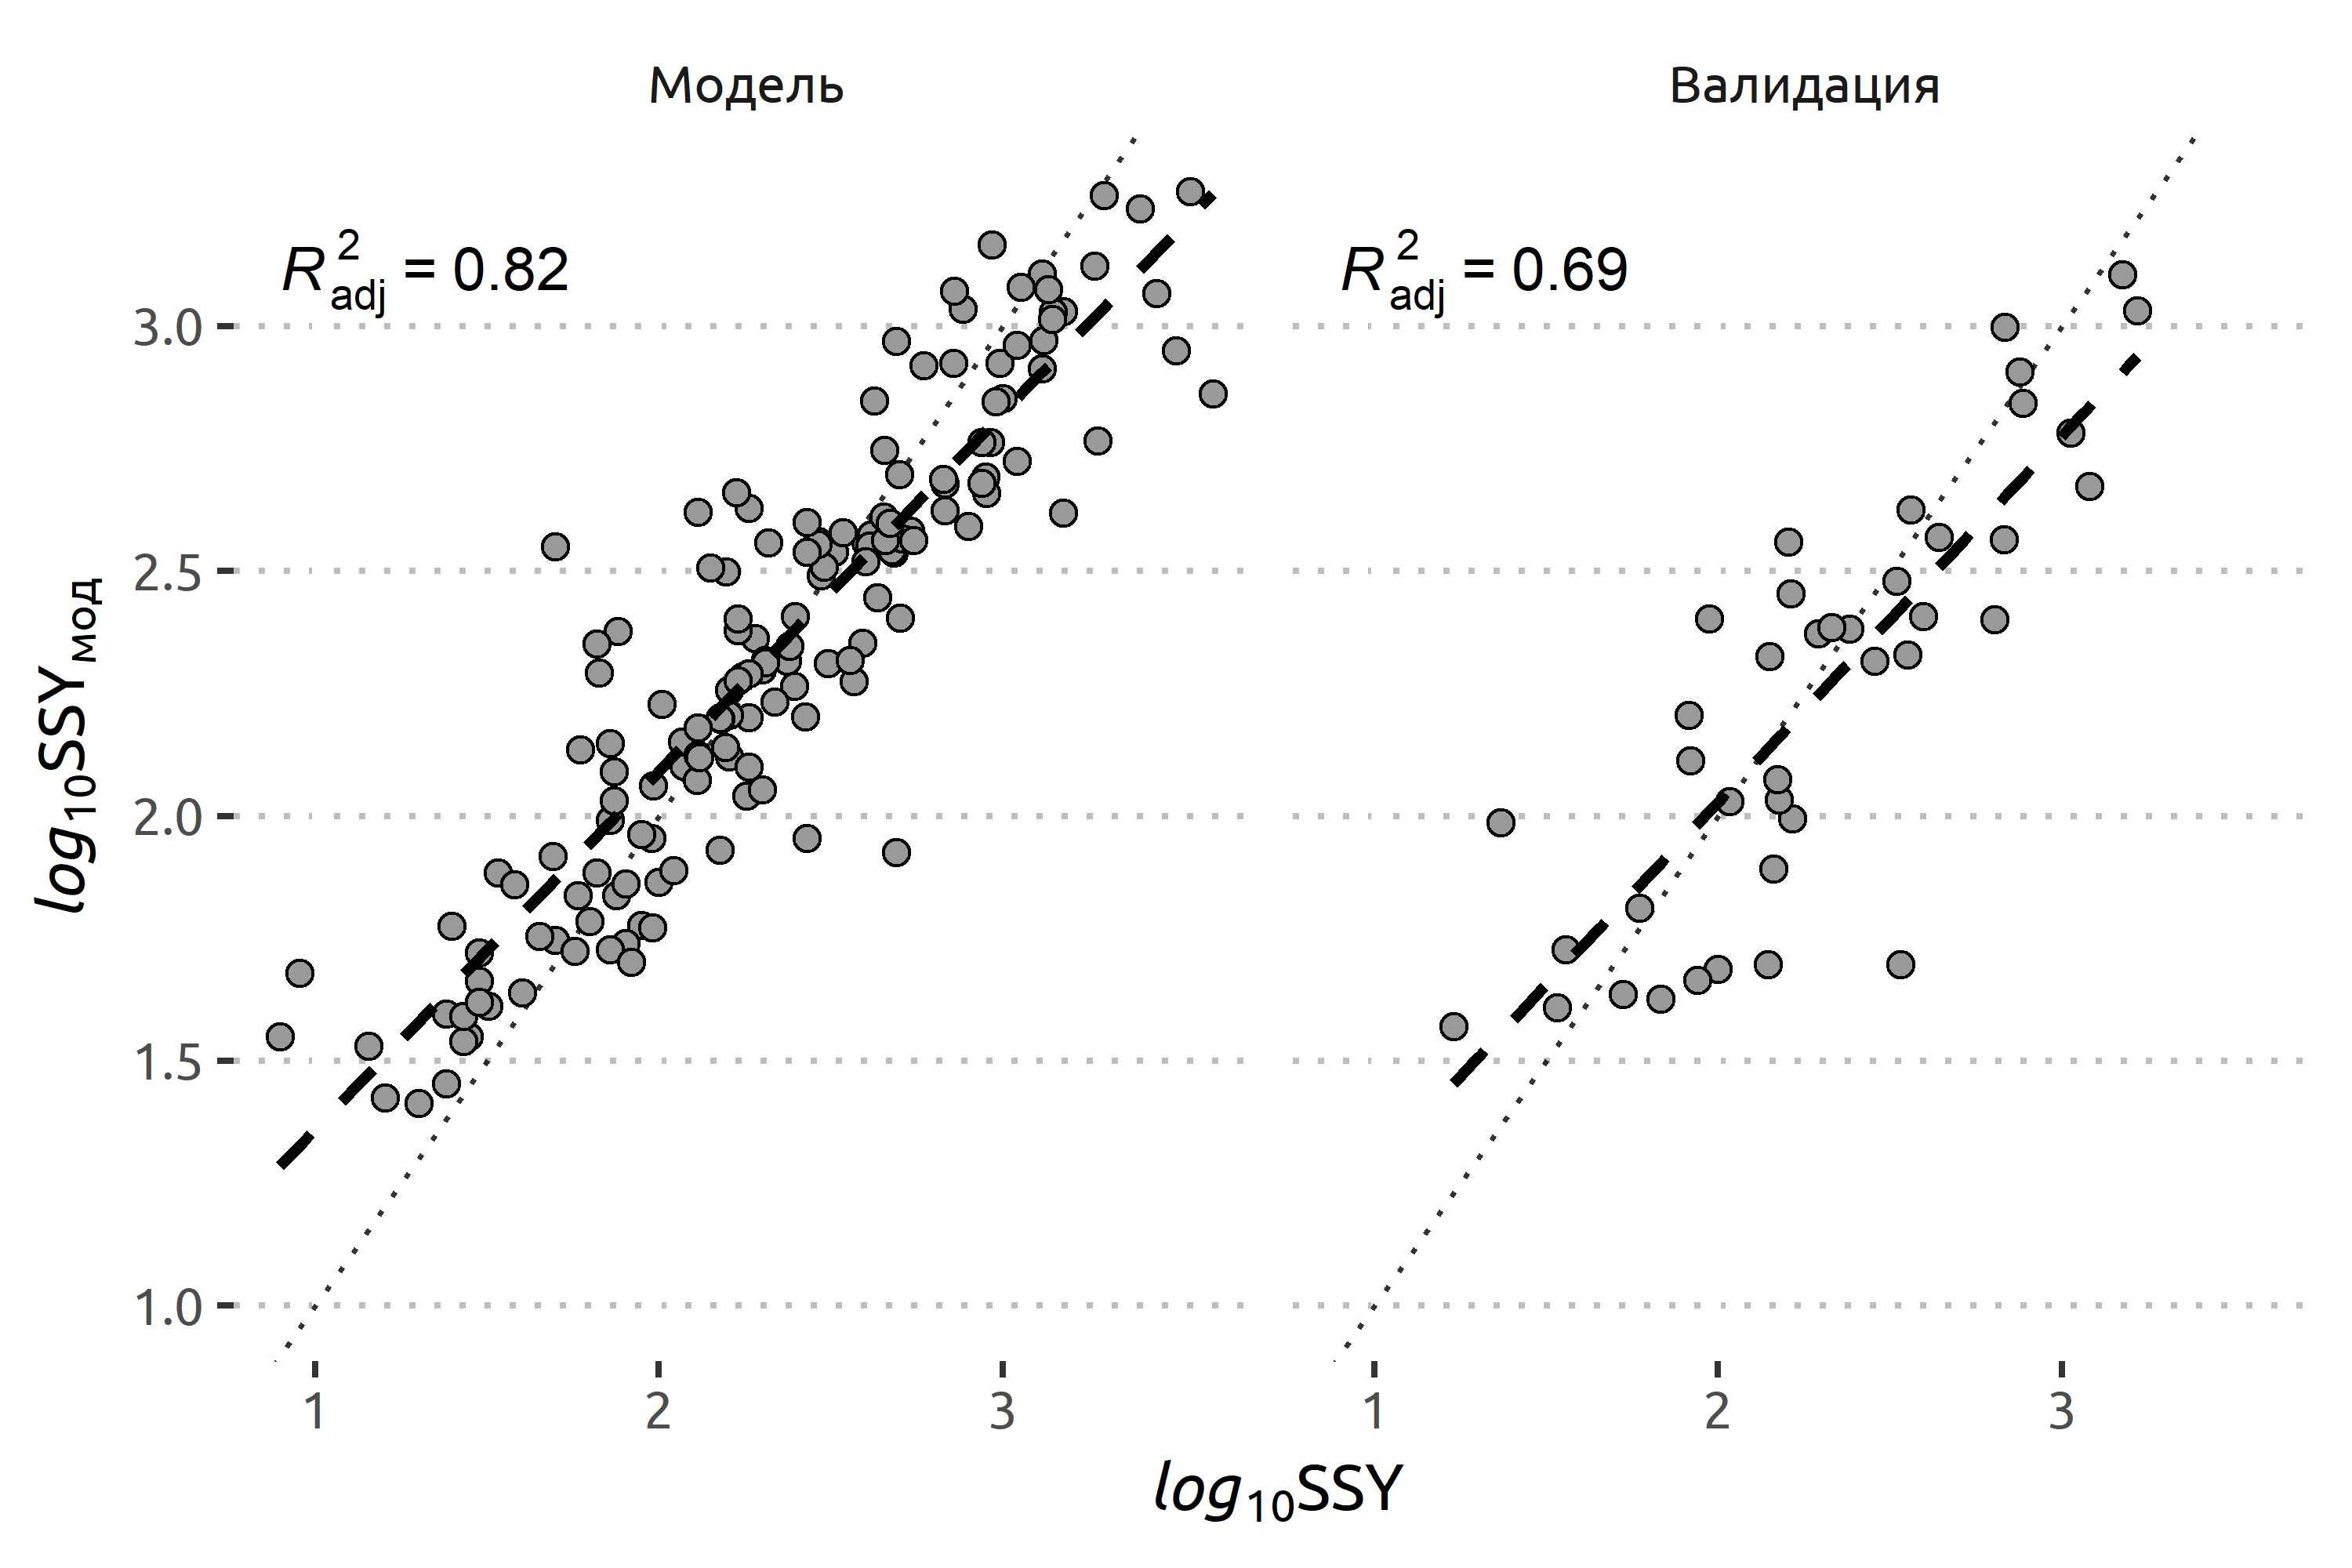 Модель
Валидация
R²adj = 0.82
R²adj = 0.69
3.0
2.5
2.0
1.5
1.0
log₁₀SSYмод
1 2 3
1 2 3
log₁₀SSY